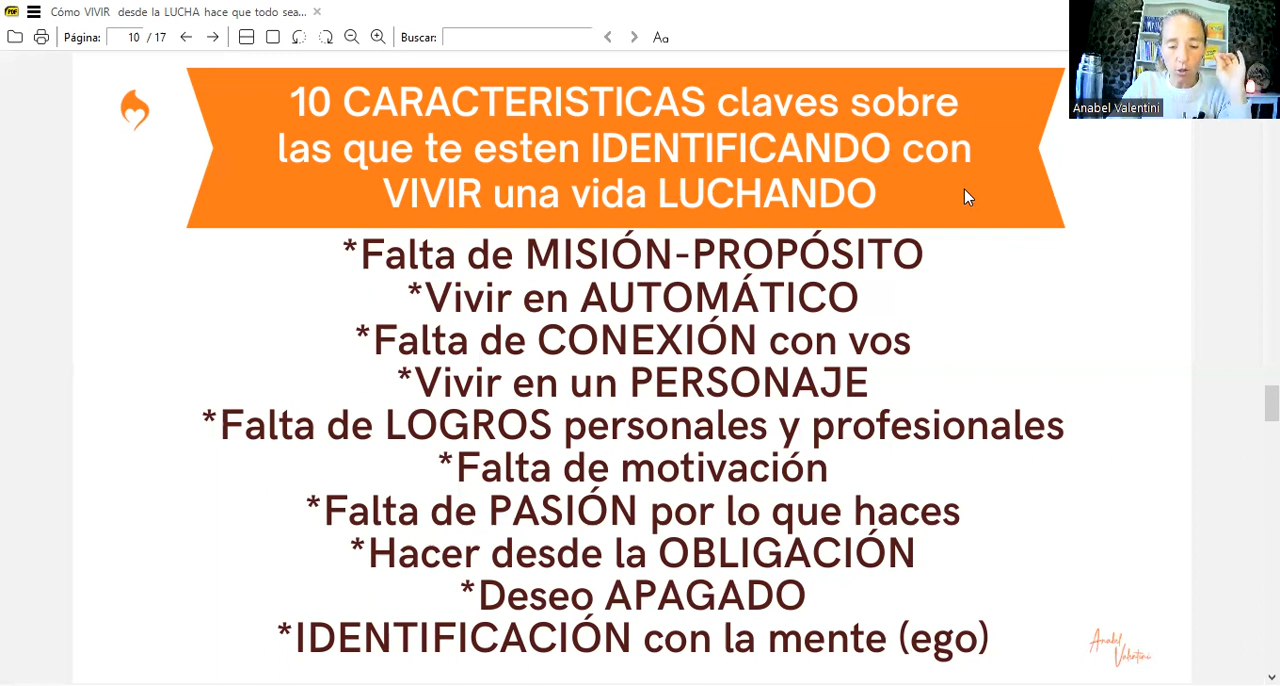 Cómo VIVIR desde la LUCHA hace que todo sea...
Página: 10 / 17 Buscar: Aa
Anabel Valentini
10 CARACTERISTICAS claves sobre
las que te esten IDENTIFICANDO con
VIVIR una vida LUCHANDO
*Falta de MISIÓN-PROPÓSITO
*Vivir en AUTOMÁTICO
*Falta de CONEXIÓN con vos
*Vivir en un PERSONAJE
*Falta de LOGROS personales y profesionales
*Falta de motivación
*Falta de PASIÓN por lo que haces
*Hacer desde la OBLIGACIÓN
*Deseo APAGADO
*IDENTIFICACIÓN con la mente (ego)
Anabel
Valentini